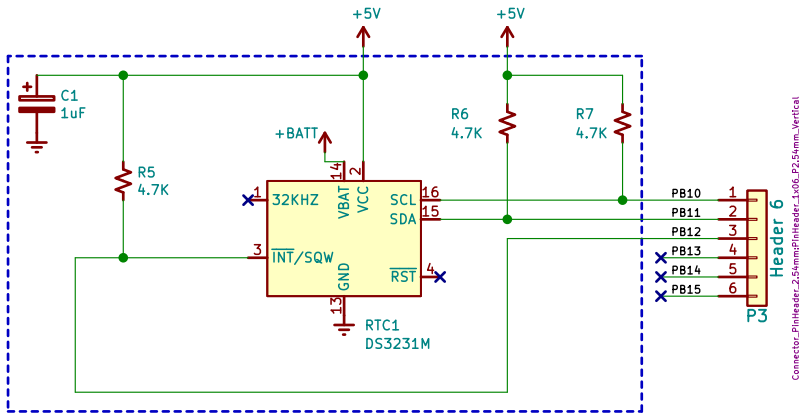 +5V
+5V
C1
1uF
R5
4.7K
+BATT
R6
4.7K
R7
4.7K
14
2
1
32KHZ
VBAT
VCC
SCL
16
SDA
15
3
INT/SQW
GND
RST
4
13
RTC1
DS3231M
PB10
1
PB11
2
PB12
3
PB13
4
PB14
5
PB15
6
Header 6
P3
Connector_PinHeader_2.54mm:PinHeader_1x06_P2.54mm_Vertical